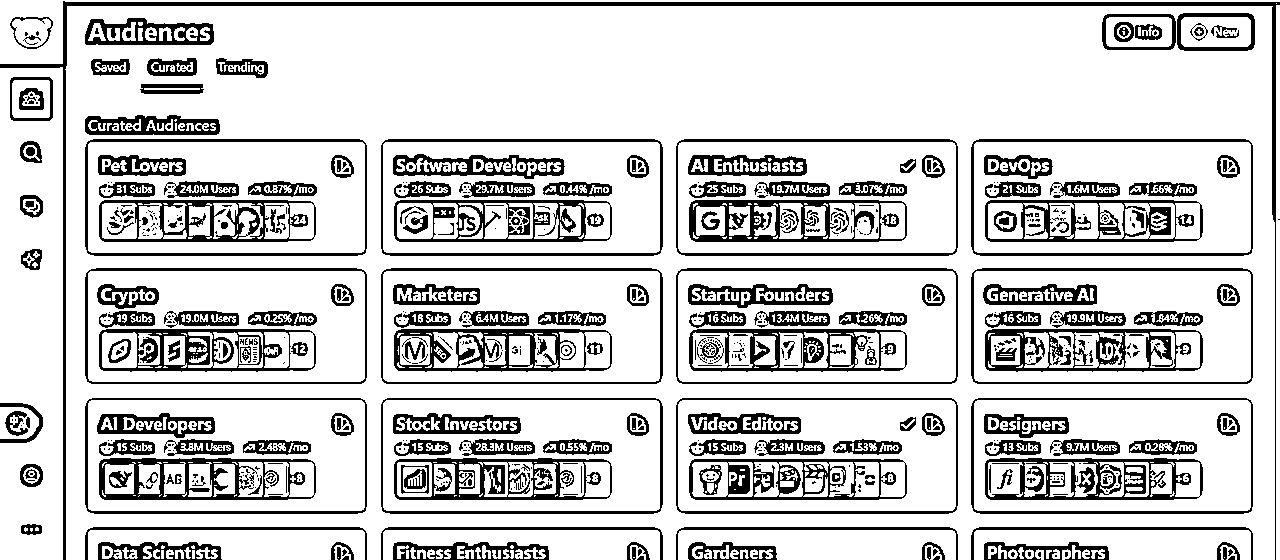 Audiences
Info
New
Saved
Curated
Trending
Curated Audiences
Pet Lovers
31 Subs 24.0M Users 0.87% /mo
+24
Software Developers
26 Subs 29.7M Users 0.44% /mo
+19
AI Enthusiasts
25 Subs 19.7M Users 3.07% /mo
+18
DevOps
21 Subs 1.6M Users 1.66% /mo
+14
Crypto
19 Subs 19.0M Users 0.25% /mo
NEWS
+12
Marketers
18 Subs 6.4M Users 1.17% /mo
+11
Startup Founders
16 Subs 13.4M Users 1.26% /mo
+9
Generative AI
16 Subs 19.9M Users 1.84% /mo
+9
AI Developers
15 Subs 3.8M Users 2.48% /mo
AG
+8
Stock Investors
15 Subs 28.3M Users 0.55% /mo
+8
Video Editors
15 Subs 2.3M Users 1.53% /mo
Pr
+8
Designers
13 Subs 9.7M Users 0.28% /mo
+6
Data Scientists
Fitness Enthusiasts
Gardeners
Photographers